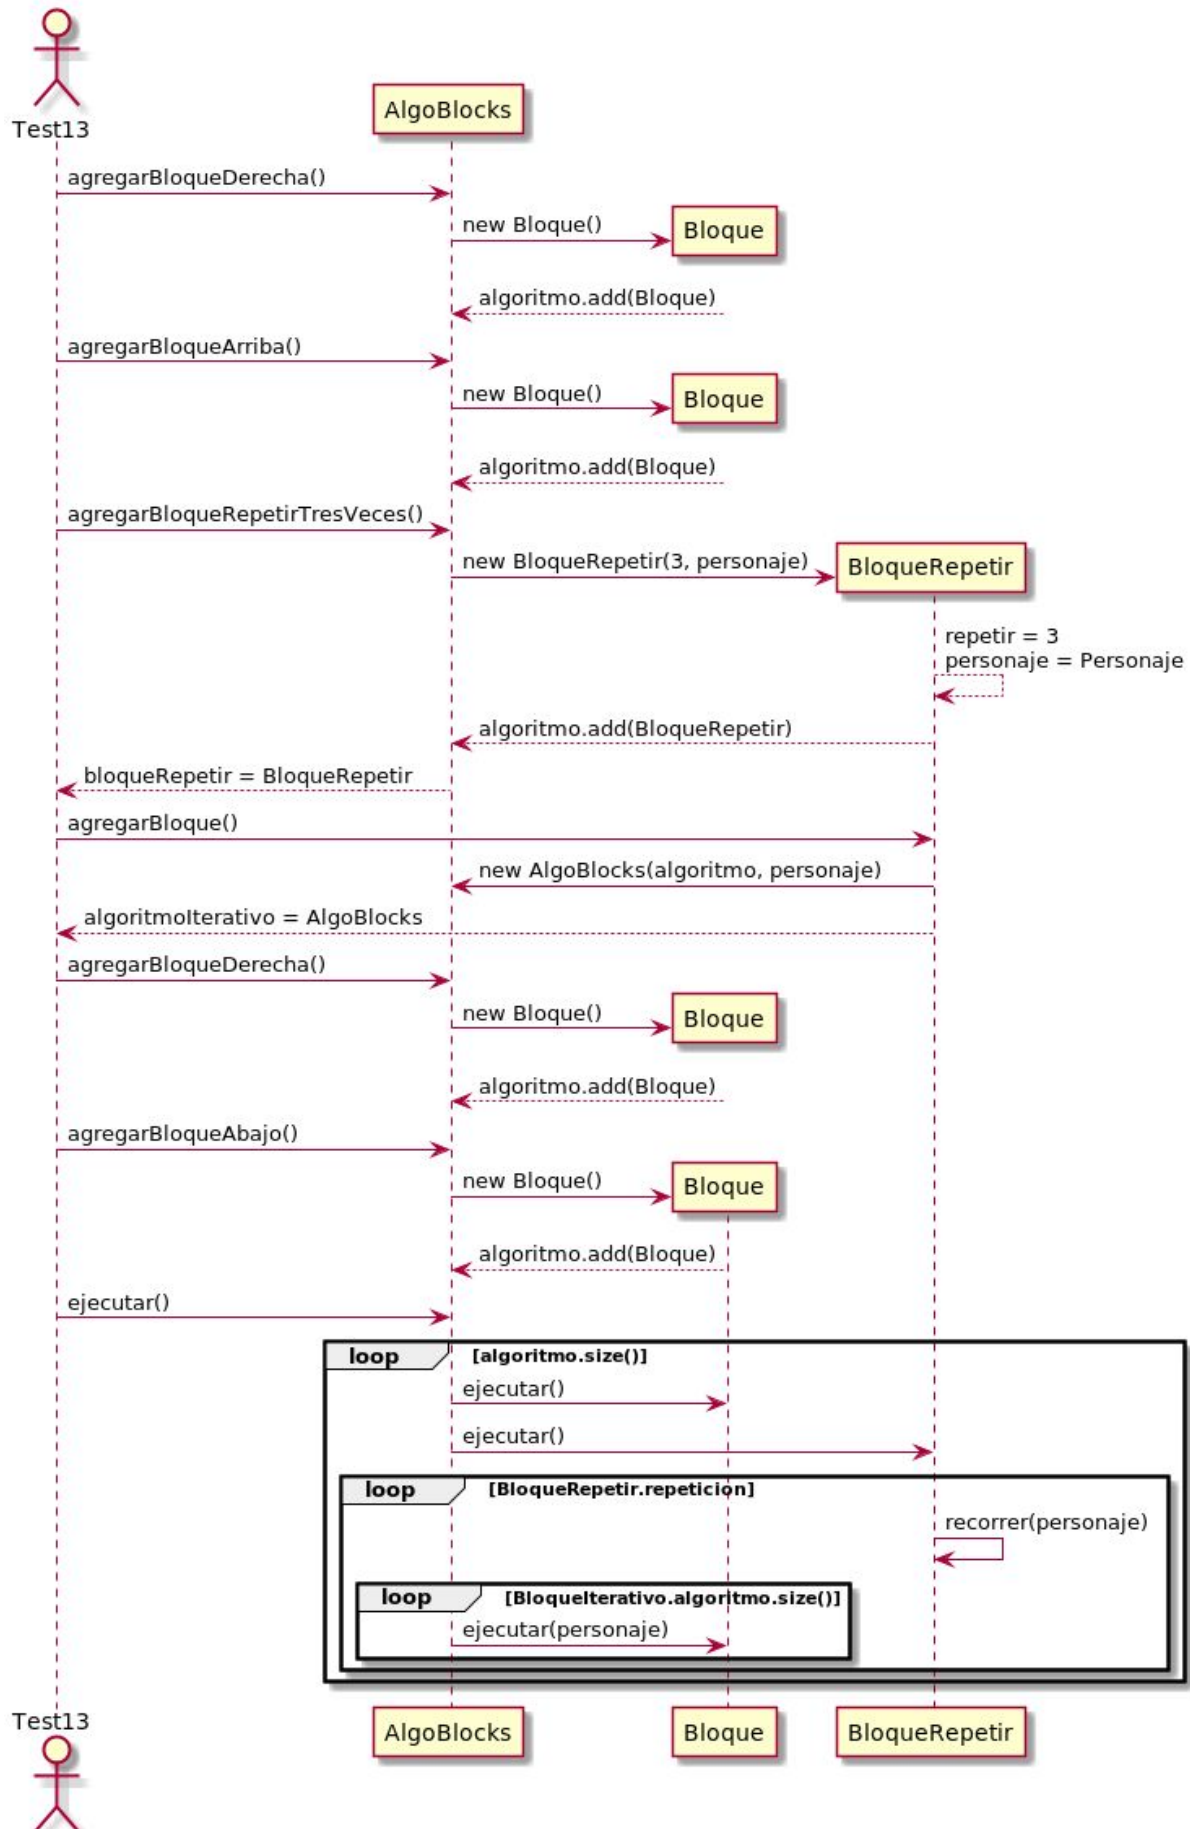 Test13
AlgoBlocks
agregarBloqueDerecha()
new Bloque()
Bloque
algoritmo.add(Bloque)
agregarBloqueArriba()
new Bloque()
Bloque
algoritmo.add(Bloque)
agregarBloqueRepetirTresVeces()
new BloqueRepetir(3, personaje)
BloqueRepetir
repetir = 3
personaje = Personaje
algoritmo.add(BloqueRepetir)
bloqueRepetir = BloqueRepetir
agregarBloque()
new AlgoBlocks(algoritmo, personaje)
algoritmoIterativo = AlgoBlocks
agregarBloqueDerecha()
new Bloque()
Bloque
algoritmo.add(Bloque)
agregarBloqueAbajo()
new Bloque()
Bloque
algoritmo.add(Bloque)
ejecutar()
loop [algoritmo.size()]
ejecutar()
ejecutar()
loop [BloqueRepetir.repeticion]
recorrer(personaje)
loop [BloqueIterativo.algoritmo.size()]
ejecutar(personaje)
Test13
AlgoBlocks
Bloque
BloqueRepetir